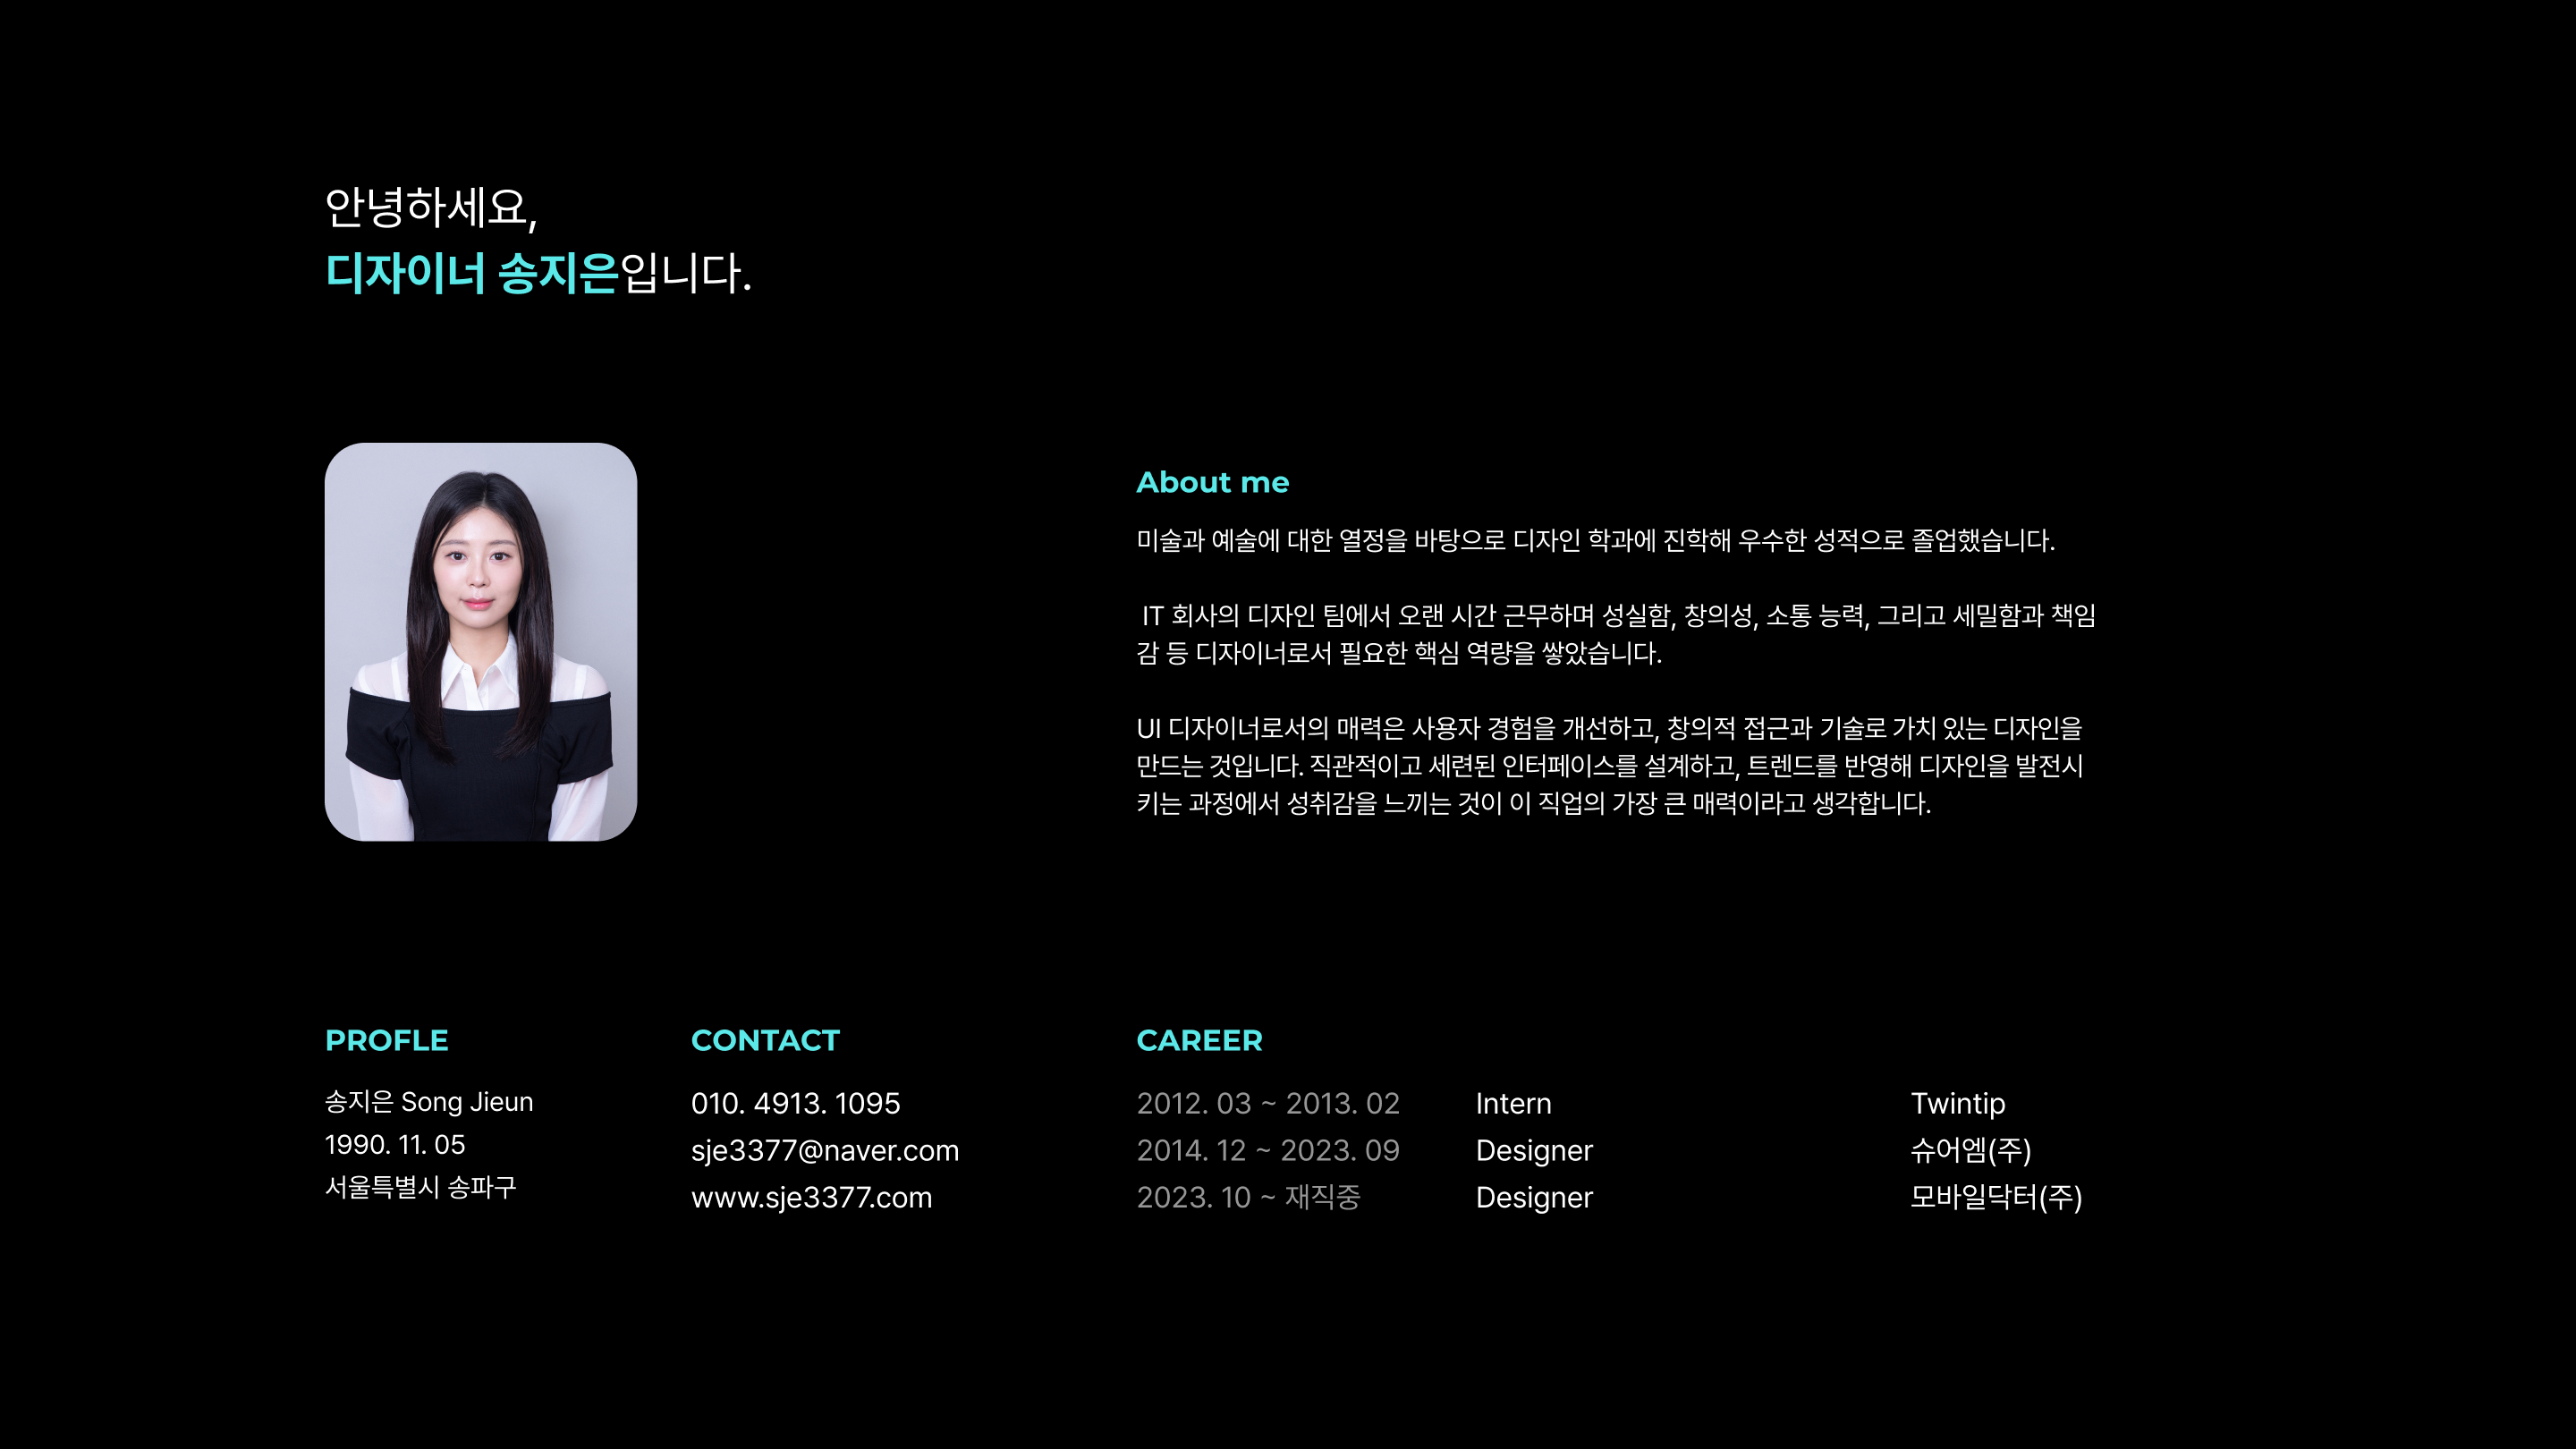 안녕하세요,
디자이너 송지은입니다.
About me
미술과 예술에 대한 열정을 바탕으로 디자인 학과에 진학해 우수한 성적으로 졸업했습니다.
IT 회사의 디자인 팀에서 오랜 시간 근무하며 성실함, 창의성, 소통 능력, 그리고 세밀함과 책임
감 등 디자이너로서 필요한 핵심 역량을 쌓았습니다.
UI 디자이너로서의 매력은 사용자 경험을 개선하고, 창의적 접근과 기술로 가치 있는 디자인을
만드는 것입니다. 직관적이고 세련된 인터페이스를 설계하고, 트렌드를 반영해 디자인을 발전시
키는 과정에서 성취감을 느끼는 것이 이 직업의 가장 큰 매력이라고 생각합니다.
PROFLE
송지은 Song Jieun
1990. 11. 05
서울특별시 송파구
CONTACT
010. 4913. 1095
sje3377@naver.com
www.sje3377.com
CAREER
2012. 03 ~ 2013. 02 Intern Twintip
2014. 12 ~ 2023. 09 Designer 슈어엠(주)
2023. 10 ~ 재직중 Designer 모바일닥터(주)